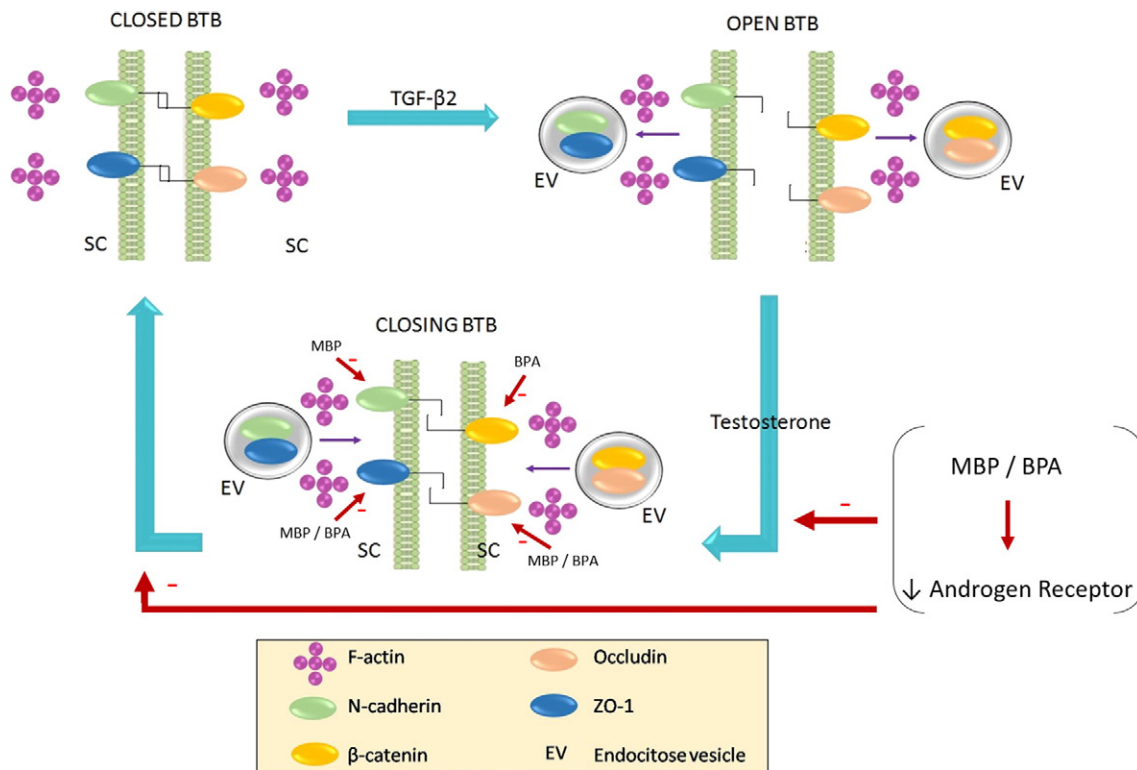 CLOSED BTB
OPEN BTB
TGF-β2
EV
EV
SC
SC
CLOSING BTB
MBP
–
BPA
–
Testosterone
EV
EV
MBP / BPA
–
SC
SC
–
MBP / BPA
MBP / BPA
–
↓ Androgen Receptor
–
F-actin
Occludin
N-cadherin
ZO-1
β-catenin
EV Endocitose vesicle